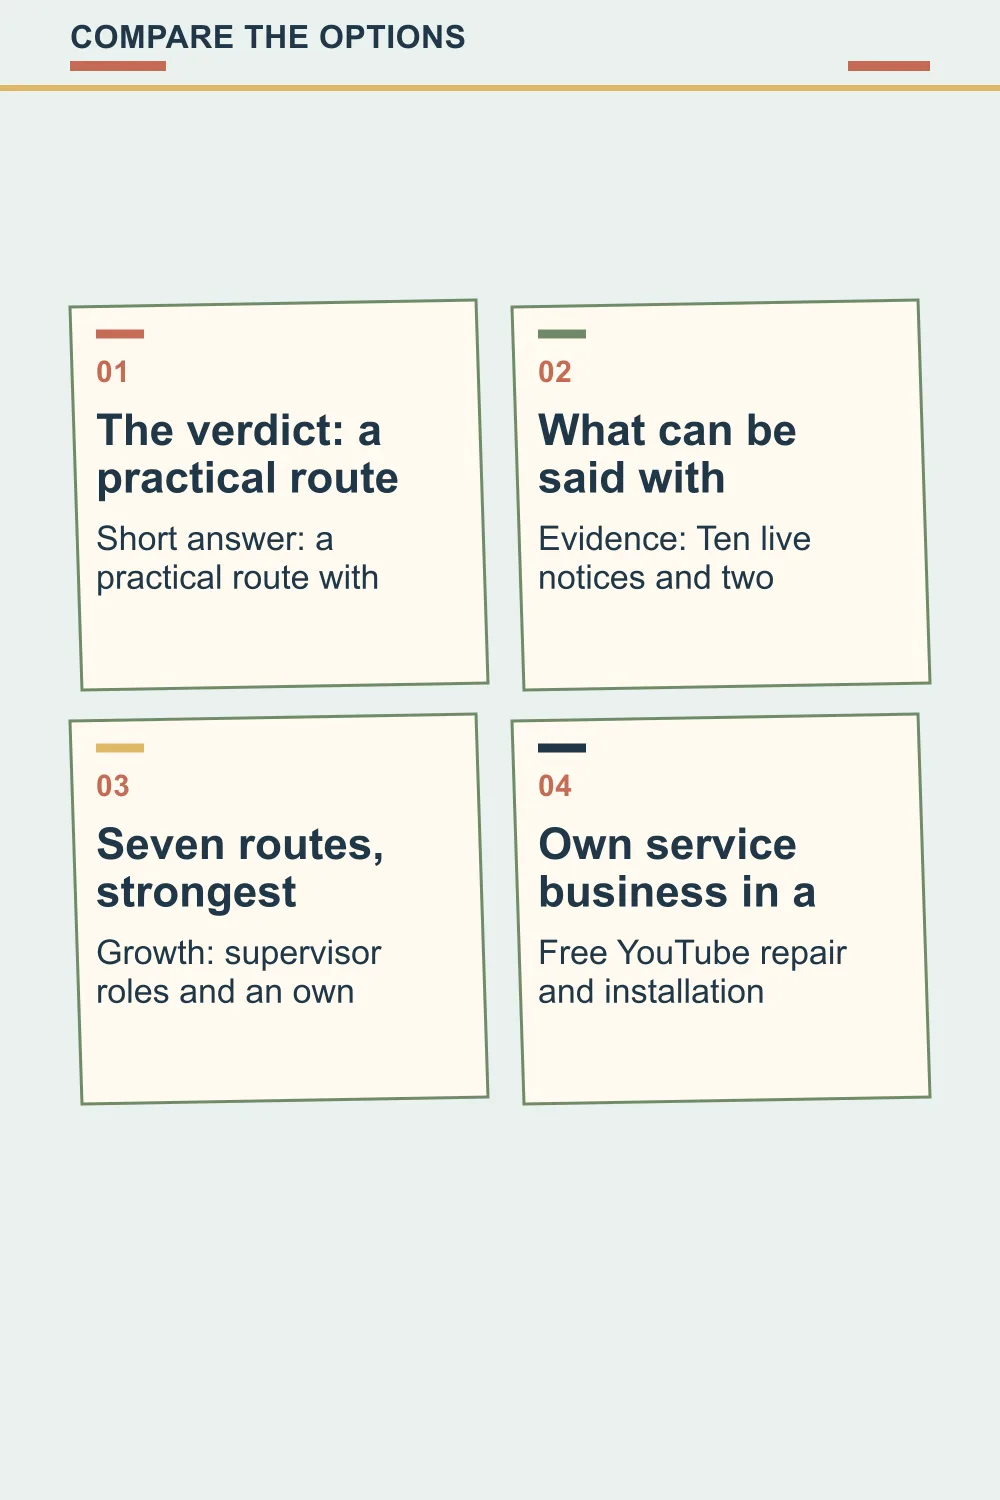 COMPARE THE OPTIONS
01
The verdict: a
practical route
Short answer: a
practical route with
02
What can be
said with
Evidence: Ten live
notices and two
03
Seven routes,
strongest
Growth: supervisor
roles and an own
04
Own service
business in a
Free YouTube repair
and installation